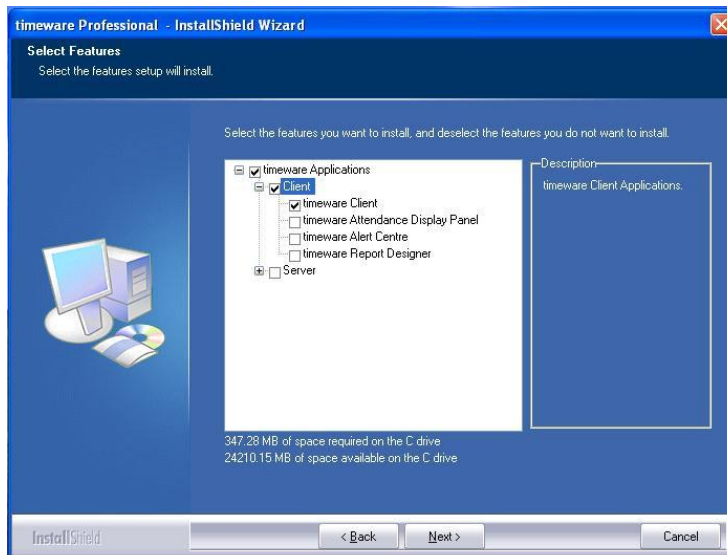 timeware Professional - InstallShield Wizard
Select Features
Select the features setup will install.
Select the features you want to install, and deselect the features you do not want to install.
timeware Applications
Client
timeware Client
timeware Attendance Display Panel
timeware Alert Centre
timeware Report Designer
Server
Description
timeware Client Applications.
347.28 MB of space required on the C drive
24210.15 MB of space available on the C drive
InstallShield
< Back
Next >
Cancel